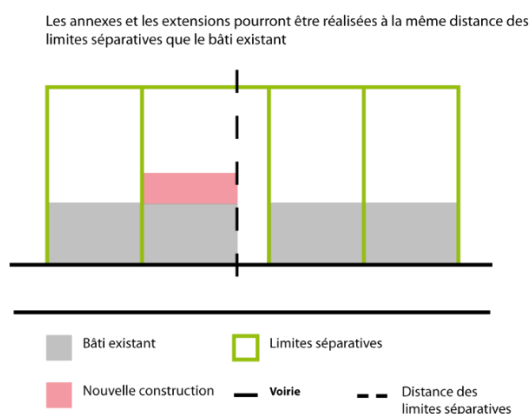 Les annexes et les extensions pourront être réalisées à la même distance des
limites séparatives que le bâti existant
Bâti existant
Limites séparatives
Nouvelle construction
Voirie
Distance des
limites séparatives